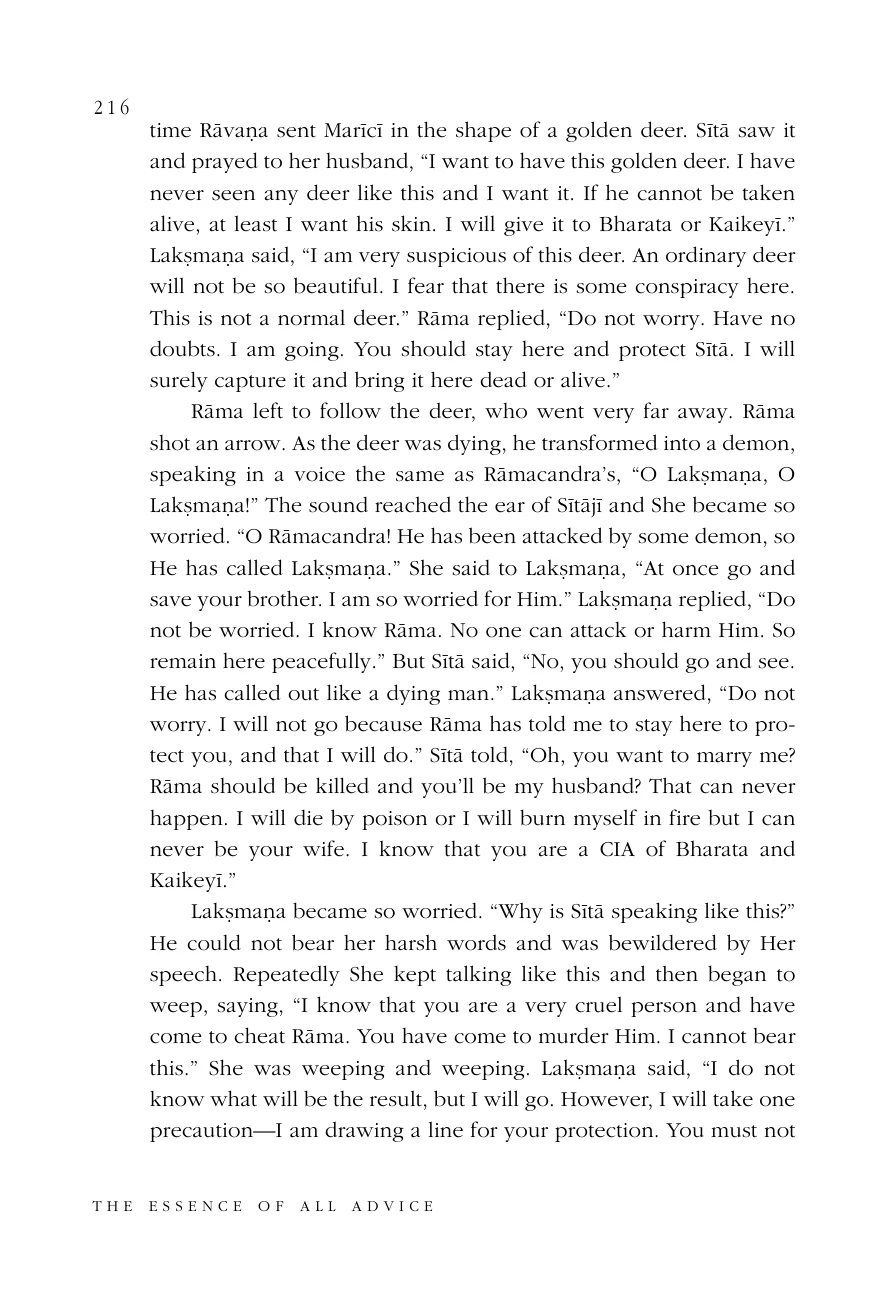 216
time Rāvaṇa sent Marīcī in the shape of a golden deer. Sītā saw it
and prayed to her husband, “I want to have this golden deer. I have
never seen any deer like this and I want it. If he cannot be taken
alive, at least I want his skin. I will give it to Bharata or Kaikeyī.”
Lakṣmaṇa said, “I am very suspicious of this deer. An ordinary deer
will not be so beautiful. I fear that there is some conspiracy here.
This is not a normal deer.” Rāma replied, “Do not worry. Have no
doubts. I am going. You should stay here and protect Sītā. I will
surely capture it and bring it here dead or alive.”
Rāma left to follow the deer, who went very far away. Rāma
shot an arrow. As the deer was dying, he transformed into a demon,
speaking in a voice the same as Rāmacandra’s, “O Lakṣmaṇa, O
Lakṣmaṇa!” The sound reached the ear of Sītājī and She became so
worried. “O Rāmacandra! He has been attacked by some demon, so
He has called Lakṣmaṇa.” She said to Lakṣmaṇa, “At once go and
save your brother. I am so worried for Him.” Lakṣmaṇa replied, “Do
not be worried. I know Rāma. No one can attack or harm Him. So
remain here peacefully.” But Sītā said, “No, you should go and see.
He has called out like a dying man.” Lakṣmaṇa answered, “Do not
worry. I will not go because Rāma has told me to stay here to pro-
tect you, and that I will do.” Sītā told, “Oh, you want to marry me?
Rāma should be killed and you’ll be my husband? That can never
happen. I will die by poison or I will burn myself in fire but I can
never be your wife. I know that you are a CIA of Bharata and
Kaikeyī.”
Lakṣmaṇa became so worried. “Why is Sītā speaking like this?”
He could not bear her harsh words and was bewildered by Her
speech. Repeatedly She kept talking like this and then began to
weep, saying, “I know that you are a very cruel person and have
come to cheat Rāma. You have come to murder Him. I cannot bear
this.” She was weeping and weeping. Lakṣmaṇa said, “I do not
know what will be the result, but I will go. However, I will take one
precaution—I am drawing a line for your protection. You must not
THE ESSENCE OF ALL ADVICE